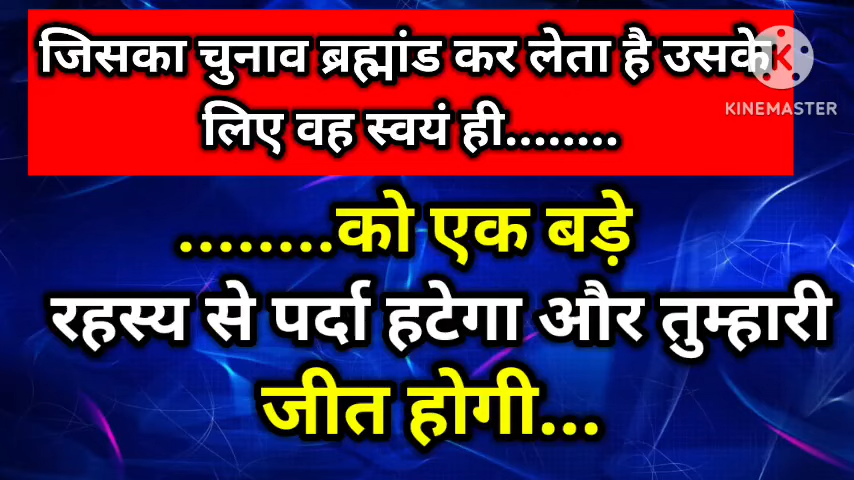 जिसका चुनाव ब्रह्मांड कर लेता है उसके
लिए वह स्वयं ही........
K
KINEMASTER
........को एक बड़े
रहस्य से पर्दा हटेगा और तुम्हारी
जीत होगी...